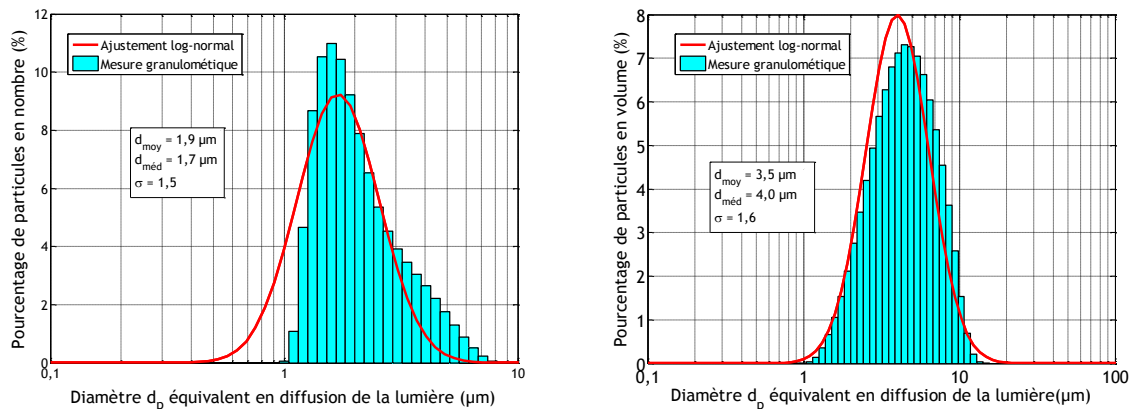 Pourcentage de particules en nombre (%)
12
10
8
6
4
2
0
Ajustement log-normal
Mesure granulométique
d_moy = 1,9 µm
d_méd = 1,7 µm
σ = 1,5
0,1
1
10
Diamètre d_p équivalent en diffusion de la lumière (µm)
Pourcentage de particules en volume (%)
8
7
6
5
4
3
2
1
0
Ajustement log-normal
Mesure granulométique
d_moy = 3,5 µm
d_méd = 4,0 µm
σ = 1,6
0,1
1
10
100
Diamètre d_p équivalent en diffusion de la lumière(µm)